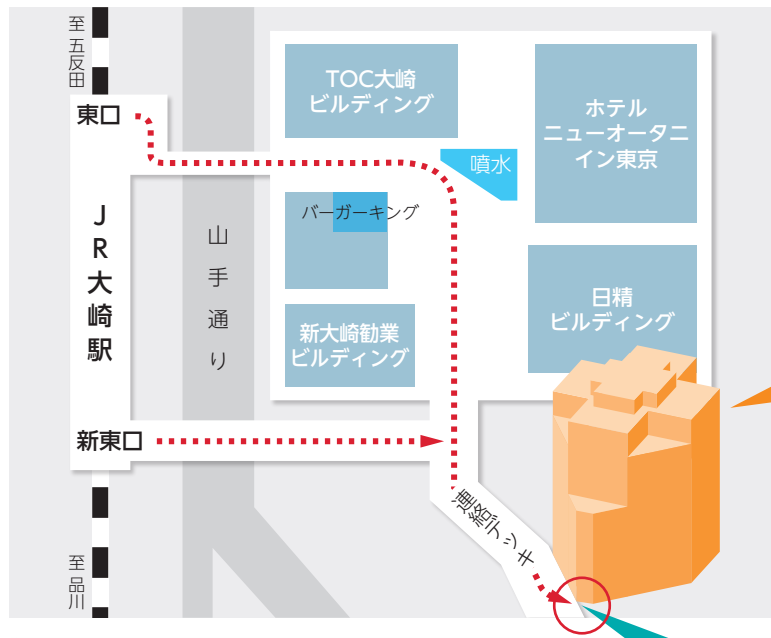 至五反田
東口
TOC大崎
ビルディング
ホテル
ニューオータニ
イン東京
噴水
バーガーキング
JR大崎駅
山手通り
日精
ビルディング
新大崎勧業
ビルディング
新東口
連絡デッキ
至品川